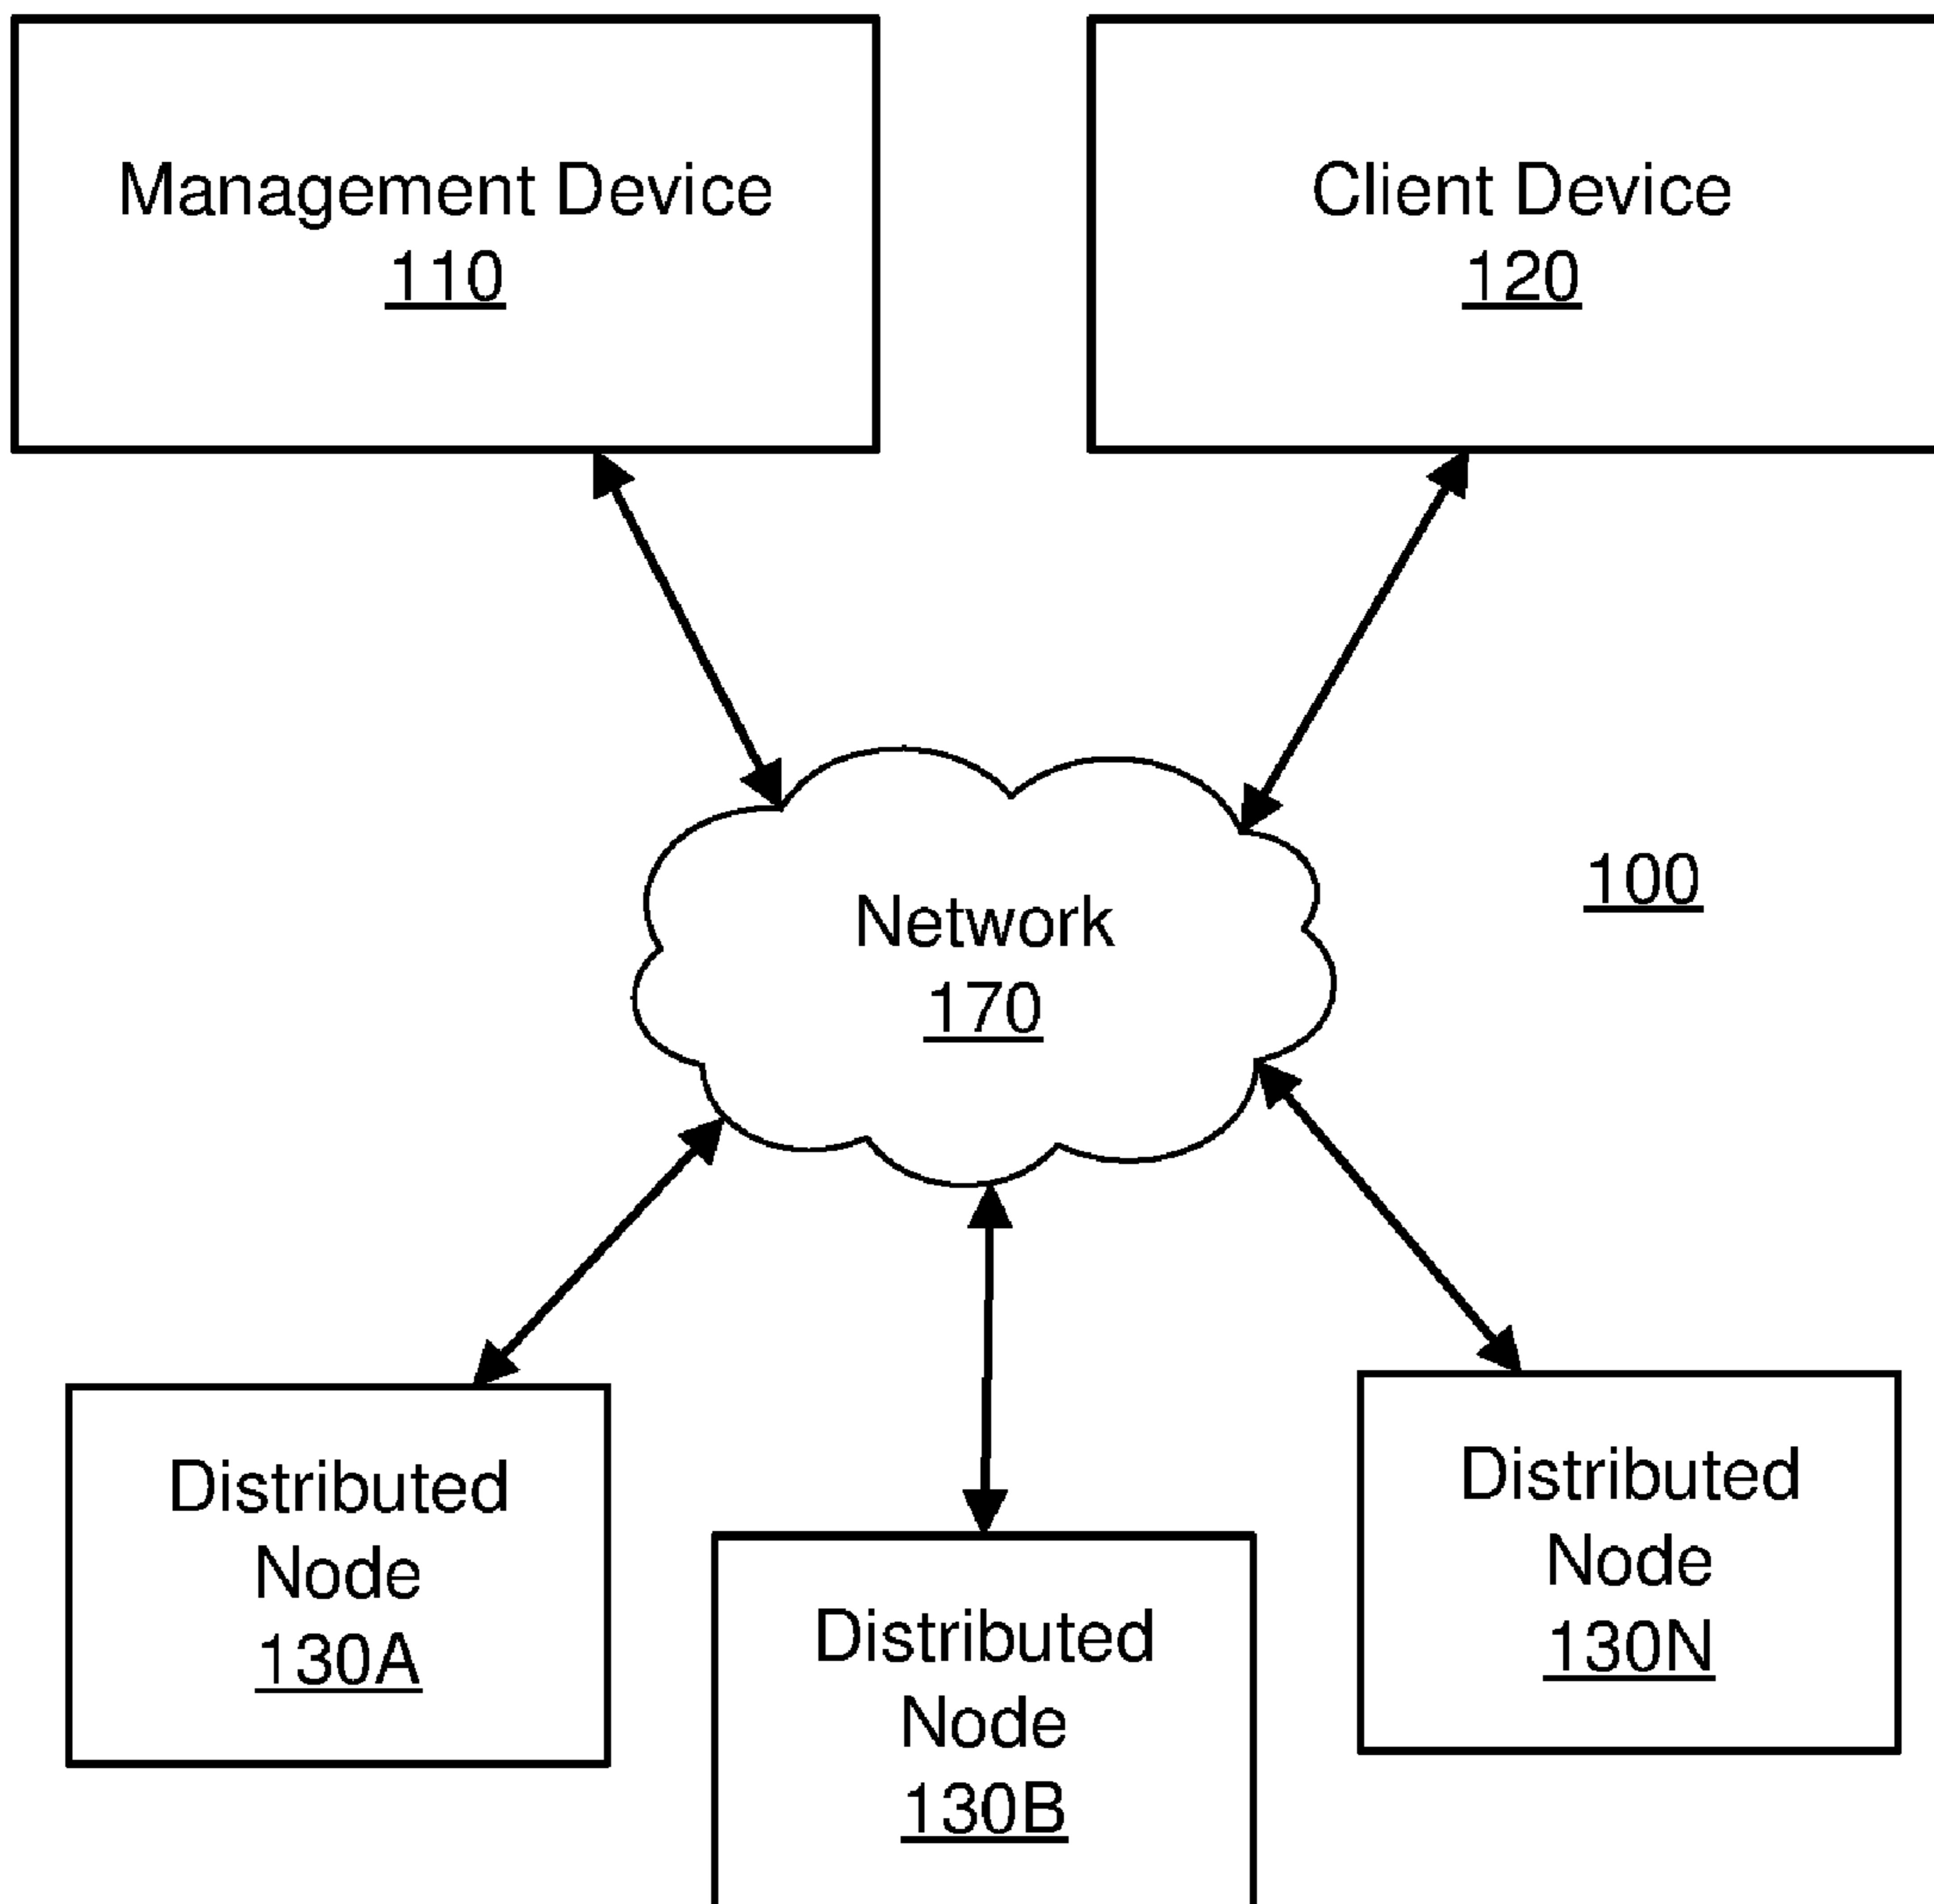 Management Device
110
Client Device
120
Network
170
100
Distributed
Node
130A
Distributed
Node
130B
Distributed
Node
130N